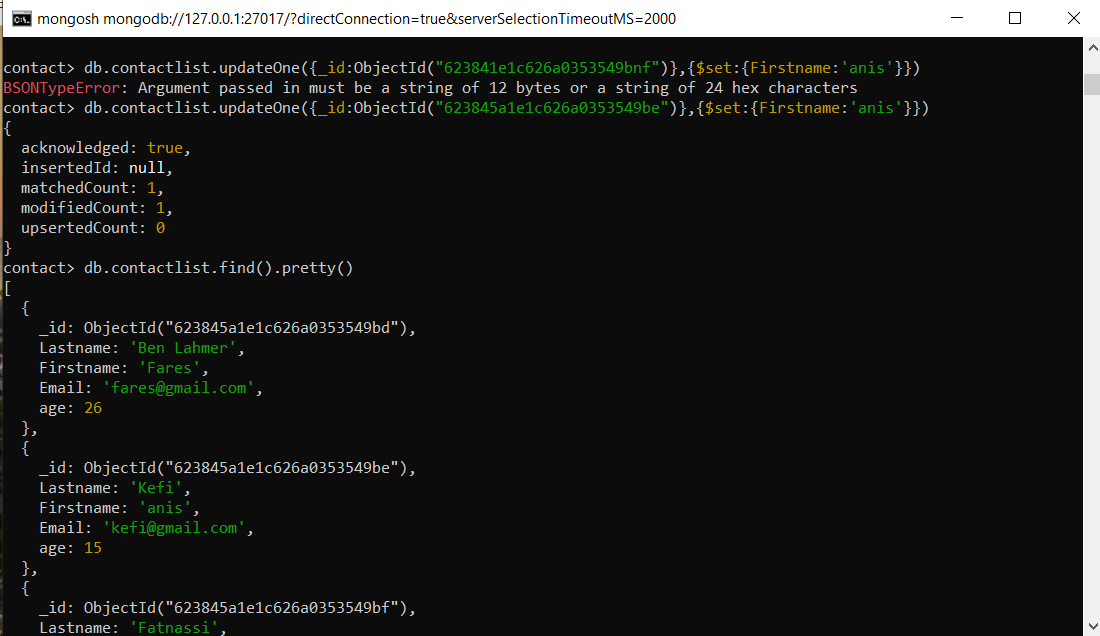 mongosh mongodb://127.0.0.1:27017/?directConnection=true&serverSelectionTimeoutMS=2000
contact> db.contactlist.updateOne({_id:ObjectId("623841e1c626a0353549bnf")},{$set:{Firstname:'anis'}})
BSONTypeError: Argument passed in must be a string of 12 bytes or a string of 24 hex characters
contact> db.contactlist.updateOne({_id:ObjectId("623845a1e1c626a0353549be")},{$set:{Firstname:'anis'}})
{
  acknowledged: true,
  insertedId: null,
  matchedCount: 1,
  modifiedCount: 1,
  upsertedCount: 0
}
contact> db.contactlist.find().pretty()
[
  {
    _id: ObjectId("623845a1e1c626a0353549bd"),
    Lastname: 'Ben Lahmer',
    Firstname: 'Fares',
    Email: 'fares@gmail.com',
    age: 26
  },
  {
    _id: ObjectId("623845a1e1c626a0353549be"),
    Lastname: 'Kefi',
    Firstname: 'anis',
    Email: 'kefi@gmail.com',
    age: 15
  },
  {
    _id: ObjectId("623845a1e1c626a0353549bf"),
    Lastname: 'Fatnassi',